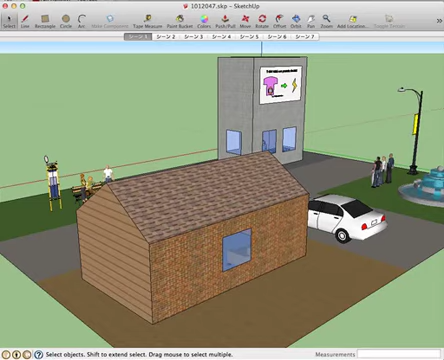 1012047.skp – SketchUp
Select Line Rectangle Circle Arc Make Component Tape Measure Paint Bucket Colors Push/Pull Move Rotate Offset Orbit Pan Zoom Add Location...
シーン 1 シーン 2 シーン 3 シーン 4 シーン 5 シーン 6 シーン 7
Select objects. Shift to extend select. Drag mouse to select multiple. Measurements